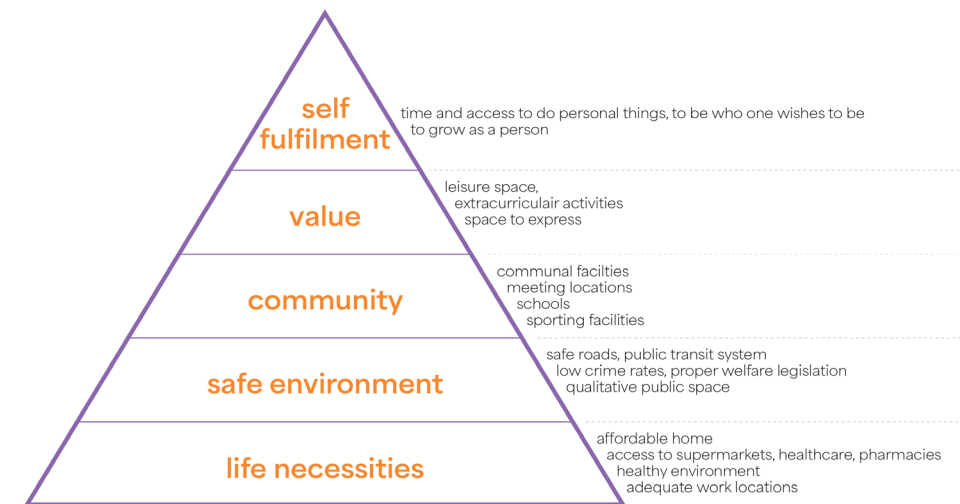 self
fulfilment
time and access to do personal things, to be who one wishes to be
to grow as a person
value
leisure space,
extracurriculair activities
space to express
community
communal facilties
meeting locations
schools
sporting facilities
safe environment
safe roads, public transit system
low crime rates, proper welfare legislation
qualitative public space
life necessities
affordable home
access to supermarkets, healthcare, pharmacies
healthy environment
adequate work locations